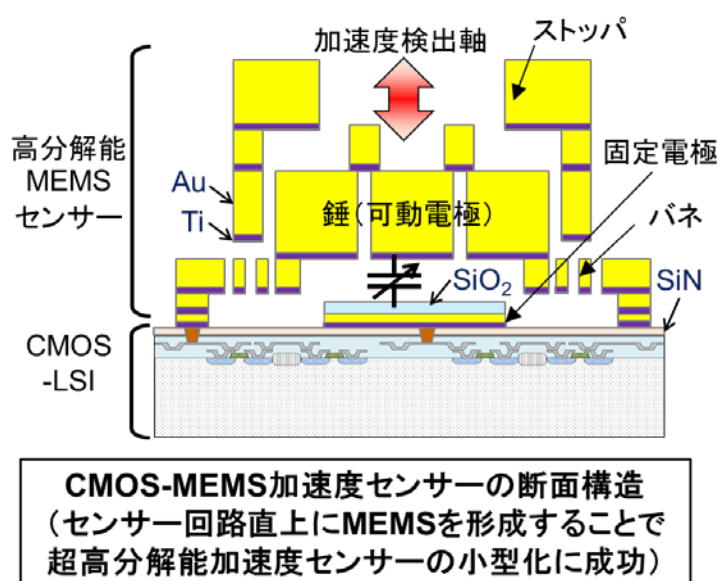 加速度検出軸
ストッパ
高分解能
MEMS
センサー
固定電極
Au
Ti
錘(可動電極)
バネ
SiO2
SiN
CMOS
-LSI
CMOS-MEMS加速度センサーの断面構造
(センサー回路直上にMEMSを形成することで
超高分解能加速度センサーの小型化に成功)